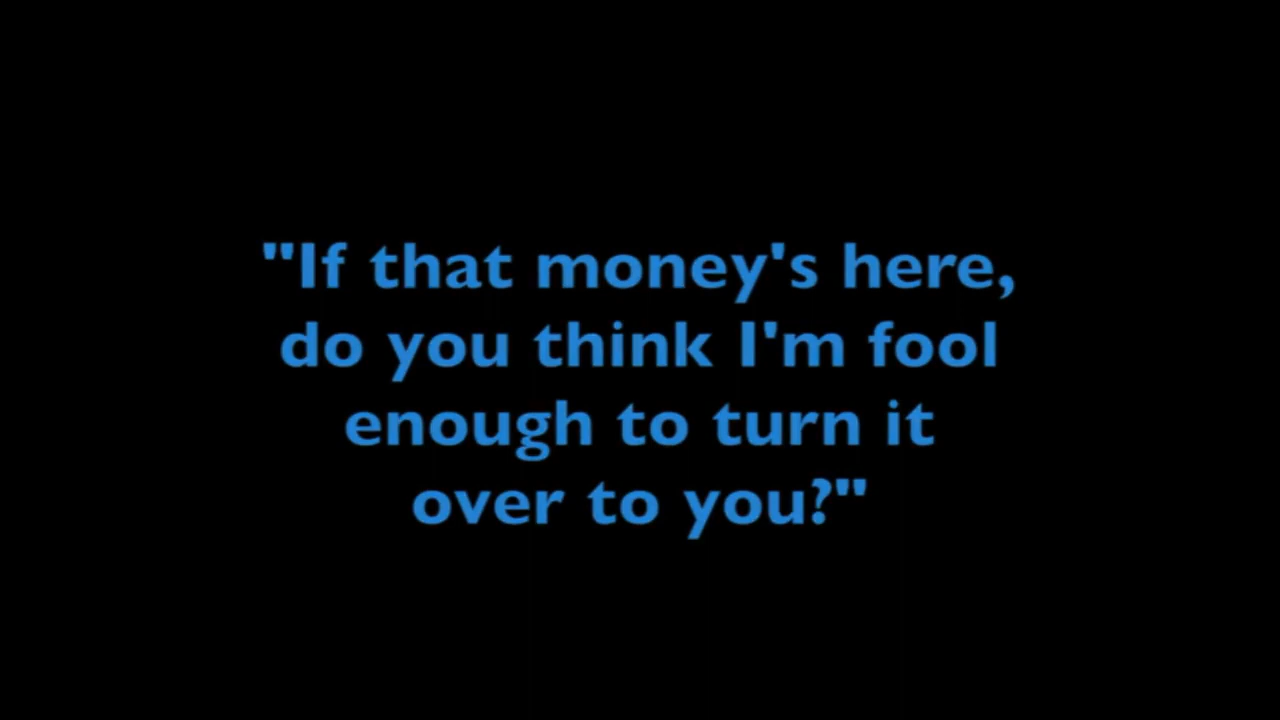 "If that money's here,
do you think I'm fool
enough to turn it
over to you?"